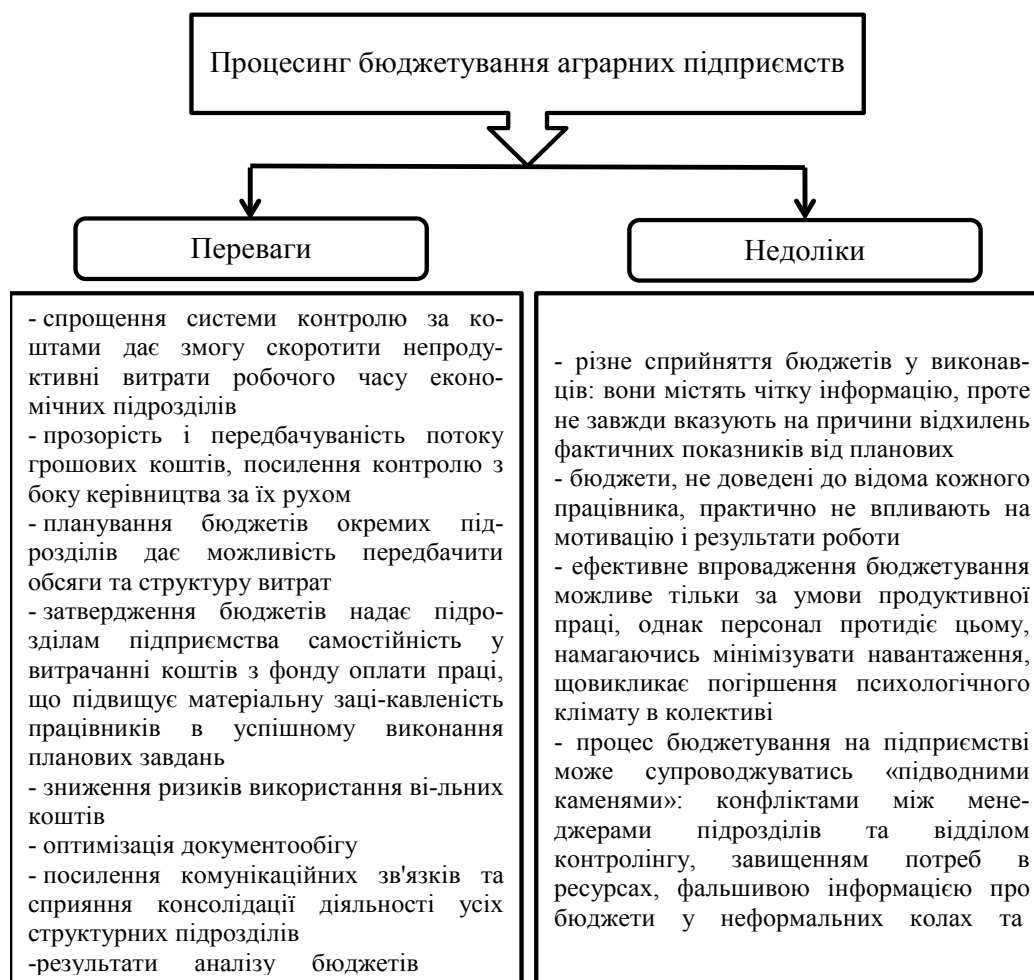 Процесинг бюджетування аграрних підприємств
Переваги
Недоліки
- спрощення системи контролю за ко-
штами дає змогу скоротити непроду-
ктивні витрати робочого часу еконо-
мічних підрозділів
- прозорість і передбачуваність потоку
грошових коштів, посилення контролю з
боку керівництва за їх рухом
- планування бюджетів окремих під-
розділів дає можливість передбачити
обсяги та структуру витрат
- затвердження бюджетів надає підро-
зділам підприємства самостійність у
витрачанні коштів з фонду оплати праці,
що підвищує матеріальну заці-кавленість
працівників в успішному виконання
планових завдань
- зниження ризиків використання ві-льних
коштів
- оптимізація документообігу
- посилення комунікаційних зв'язків та
сприяння консолідації діяльності усіх
структурних підрозділів
-результати аналізу бюджетів
- різне сприйняття бюджетів у виконав-
ців: вони містять чітку інформацію, проте
не завжди вказують на причини відхилень
фактичних показників від планових
- бюджети, не доведені до відома кожного
працівника, практично не впливають на
мотивацію і результати роботи
- ефективне впровадження бюджетування
можливе тільки за умови продуктивної
праці, однак персонал протидіє цьому,
намагаючись мінімізувати навантаження,
щовикликає погіршення психологічного
клімату в колективі
- процес бюджетування на підприємстві
може супроводжуватись «підводними
каменями»: конфліктами між мене-
джерами підрозділів та відділом
контролінгу, завищенням потреб в
ресурсах, фальшивою інформацією про
бюджети у неформальних колах та